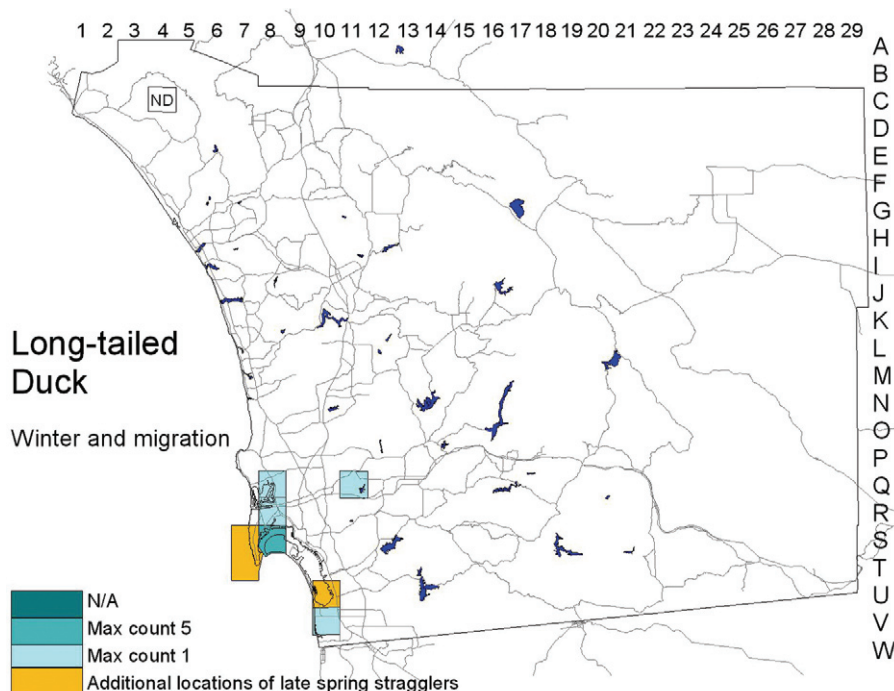 1 2 3 4 5 6 7 8 9 10 11 12 13 14 15 16 17 18 19 20 21 22 23 24 25 26 27 28 29
A
B
C
D
E
F
G
H
I
J
K
L
M
N
O
P
Q
R
S
T
U
V
W
ND
Long-tailed
Duck
Winter and migration
N/A
Max count 5
Max count 1
Additional locations of late spring stragglers